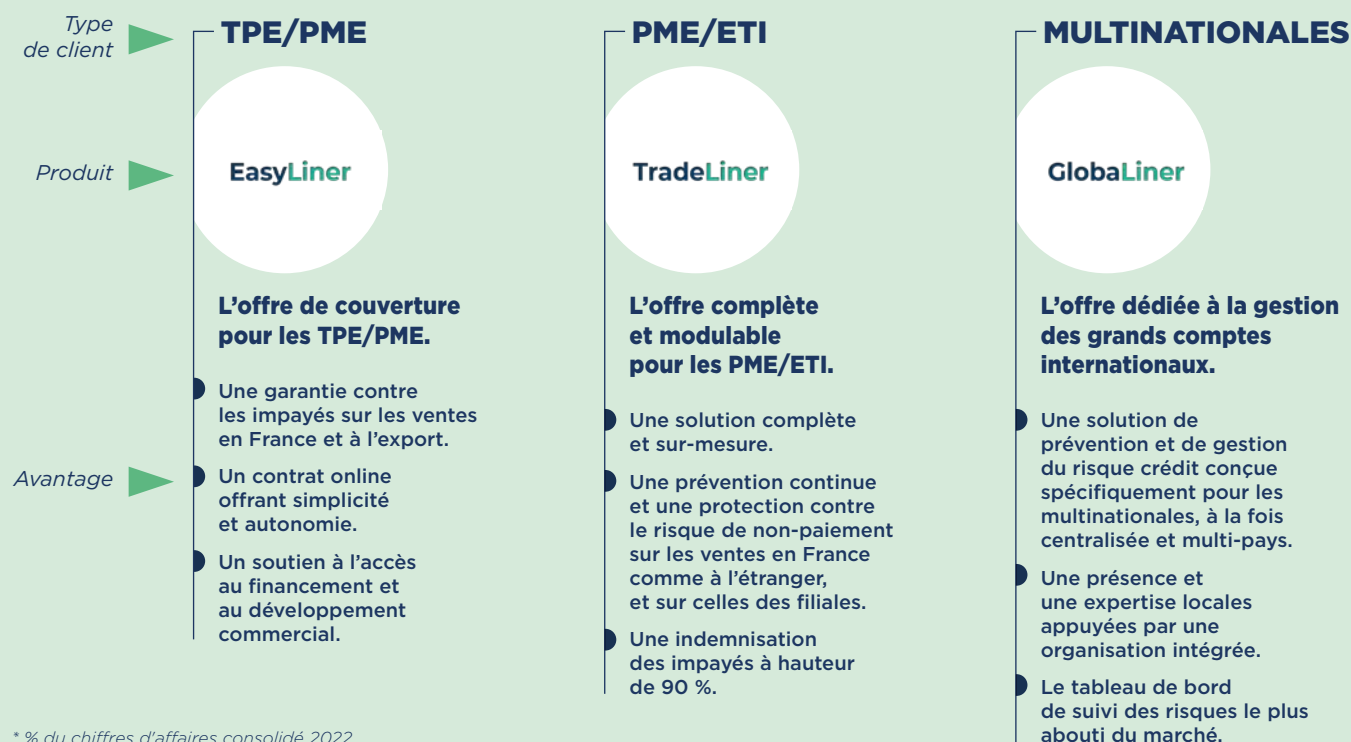 Type
de client
TPE/PME
PME/ETI
MULTINATIONALES
Produit
EasyLiner
TradeLiner
GlobaLiner
L'offre de couverture
pour les TPE/PME.
L'offre complète
et modulable
pour les PME/ETI.
L'offre dédiée à la gestion
des grands comptes
internationaux.
Avantage
Une garantie contre
les impayés sur les ventes
en France et à l'export.
Un contrat online
offrant simplicité
et autonomie.
Un soutien à l'accès
au financement et
au développement
commercial.
Une solution complète
et sur-mesure.
Une prévention continue
et une protection contre
le risque de non-paiement
sur les ventes en France
comme à l'étranger,
et sur celles des filiales.
Une indemnisation
des impayés à hauteur
de 90 %.
Une solution de
prévention et de gestion
du risque crédit conçue
spécifiquement pour les
multinationales, à la fois
centralisée et multi-pays.
Une présence et
une expertise locales
appuyées par une
organisation intégrée.
Le tableau de bord
de suivi des risques le plus
abouti du marché.
* % du chiffres d'affaires consolidé 2022